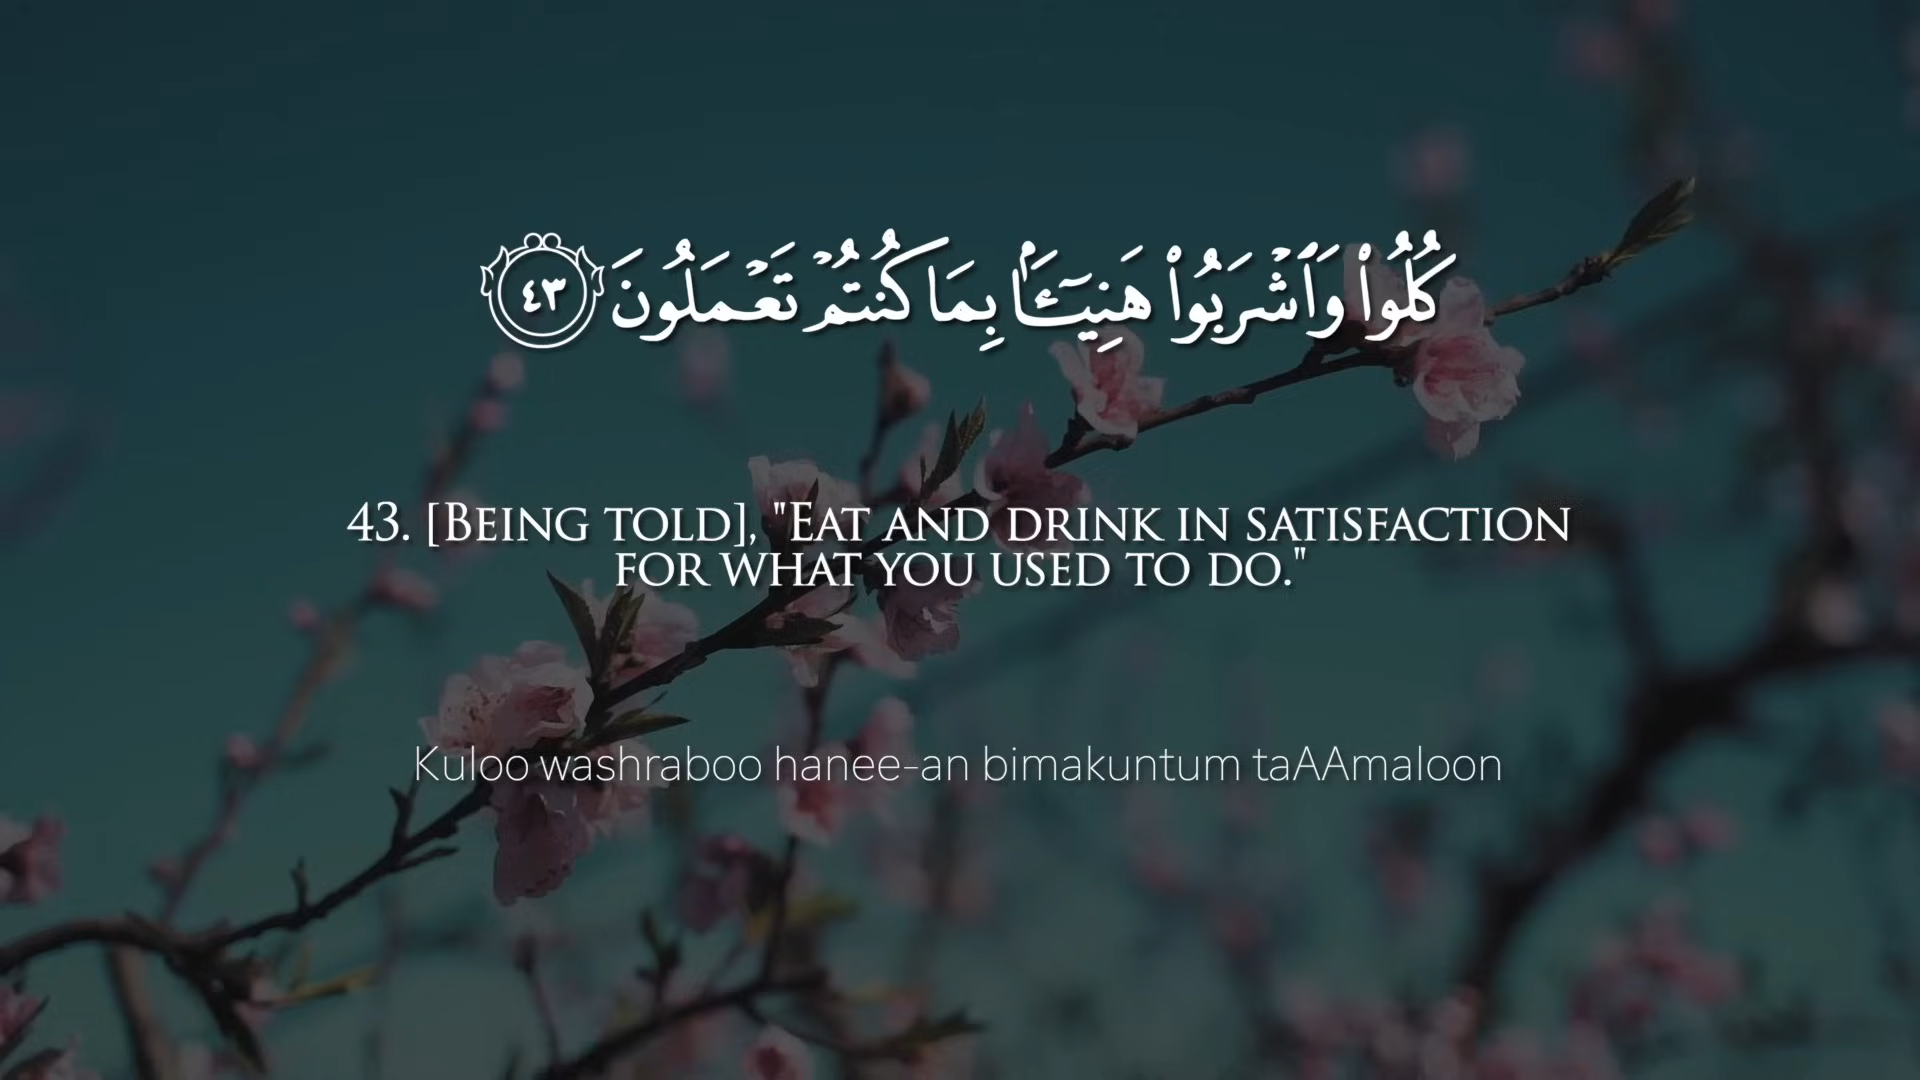 كُلُوا۟ وَٱشْرَبُوا۟ هَنِيٓـَٔۢا بِمَا كُنتُمْ تَعْمَلُونَ ٤٣
43. [Being told], "Eat and drink in satisfaction
for what you used to do."
Kuloo washraboo hanee-an bimakuntum taAAmaloon